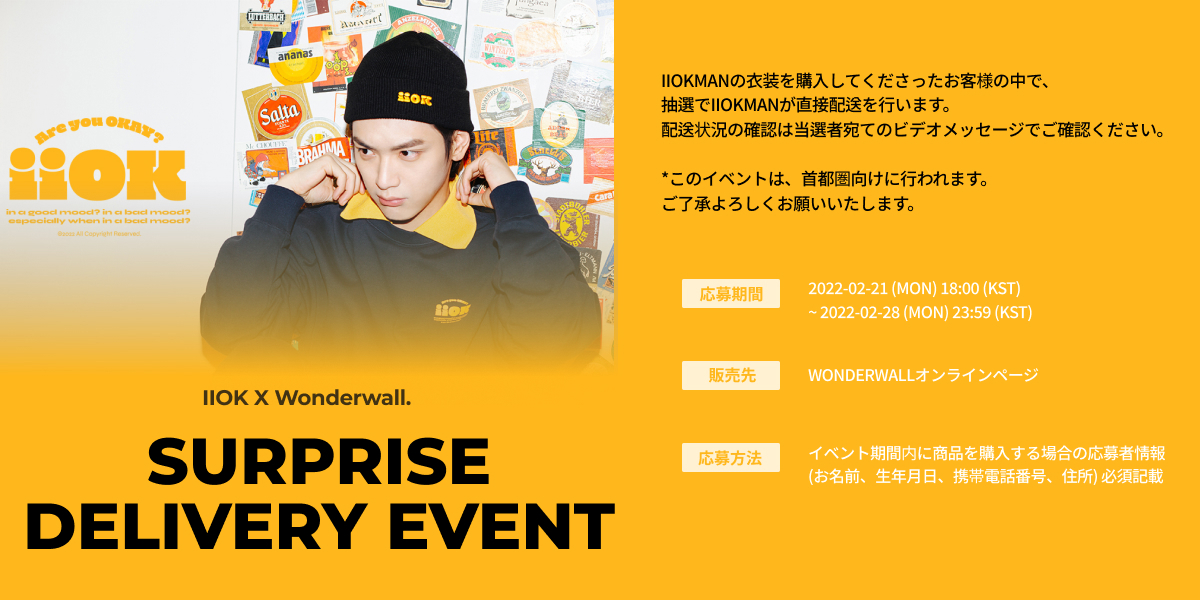 LUTTERBACH
ananas
Salta
BRAHMA
iiOK
Are you OKAY?
iiOK
in a good mood? in a bad mood?
especially when in a bad mood?
iiOK
IIOK X Wonderwall.
SURPRISE
DELIVERY EVENT
IIOKMANの衣装を購入してくださったお客様の中で、
抽選でIIOKMANが直接配送を行います。
配送状況の確認は当選者宛てのビデオメッセージでご確認ください。
*このイベントは、首都圏向けに行われます。
ご了承よろしくお願いいたします。
応募期間
2022-02-21 (MON) 18:00 (KST)
~ 2022-02-28 (MON) 23:59 (KST)
販売先
WONDERWALLオンラインページ
応募方法
イベント期間内に商品を購入する場合の応募者情報
(お名前、生年月日、携帯電話番号、住所) 必須記載